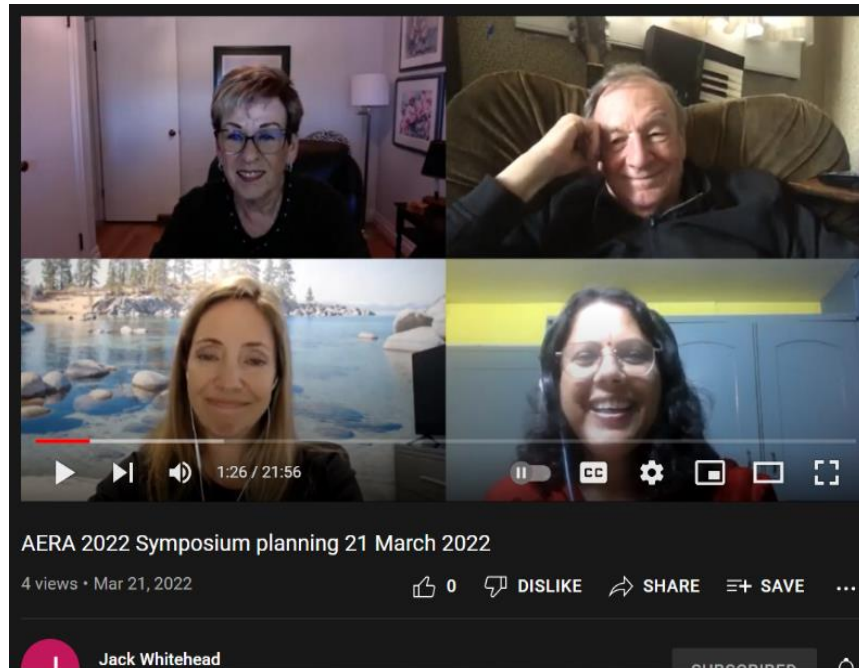 1:26 / 21:56
CC
AERA 2022 Symposium planning 21 March 2022
4 views • Mar 21, 2022
0 DISLIKE SHARE SAVE ...
J
Jack Whitehead
SUBSCRIBED